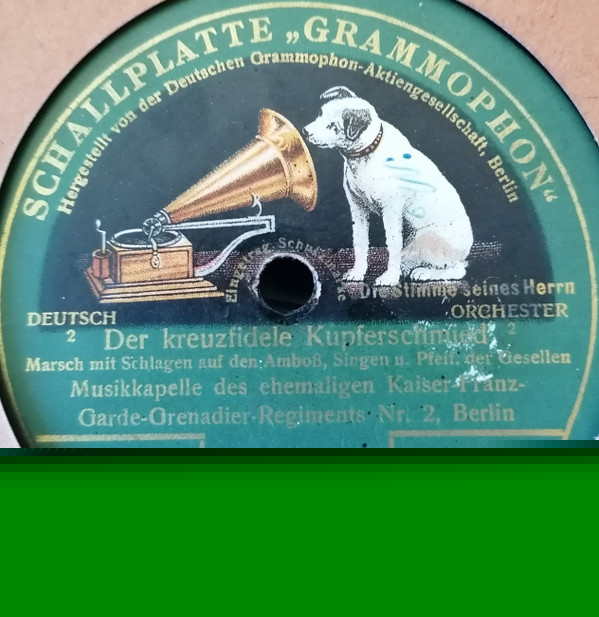 SCHALLPLATTE „GRAMMOPHON“
Hergestellt von der Deutschen Grammophon-Aktiengesellschaft, Berlin
Eingetrag. Schutzmarke
Die Stimme seines Herrn
DEUTSCH ORCHESTER
2 Der kreuzfidele Kupferschmied 2
Marsch mit Schlagen auf den Amboß, Singen u. Pfeif. der Gesellen
Musikkapelle des ehemaligen Kaiser-Franz-
Garde-Grenadier-Regiments Nr. 2, Berlin